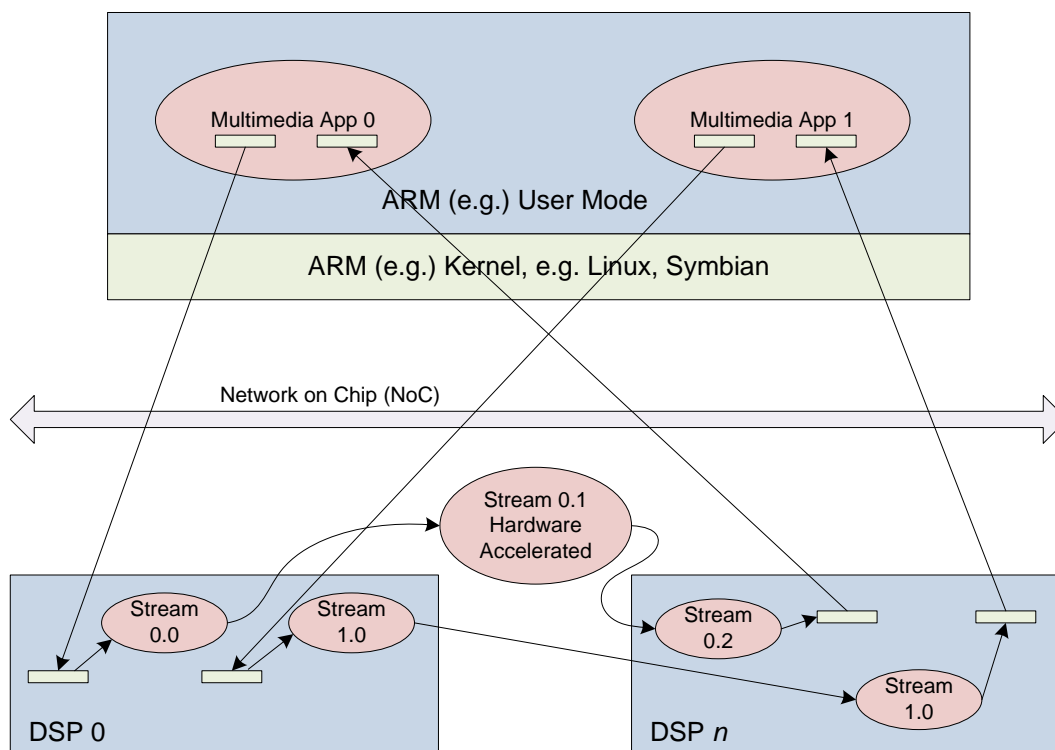 Multimedia App 0
Multimedia App 1
ARM (e.g.) User Mode
ARM (e.g.) Kernel, e.g. Linux, Symbian
Network on Chip (NoC)
Stream 0.1
Hardware
Accelerated
Stream
0.0
Stream
1.0
Stream
0.2
Stream
1.0
DSP 0
DSP n